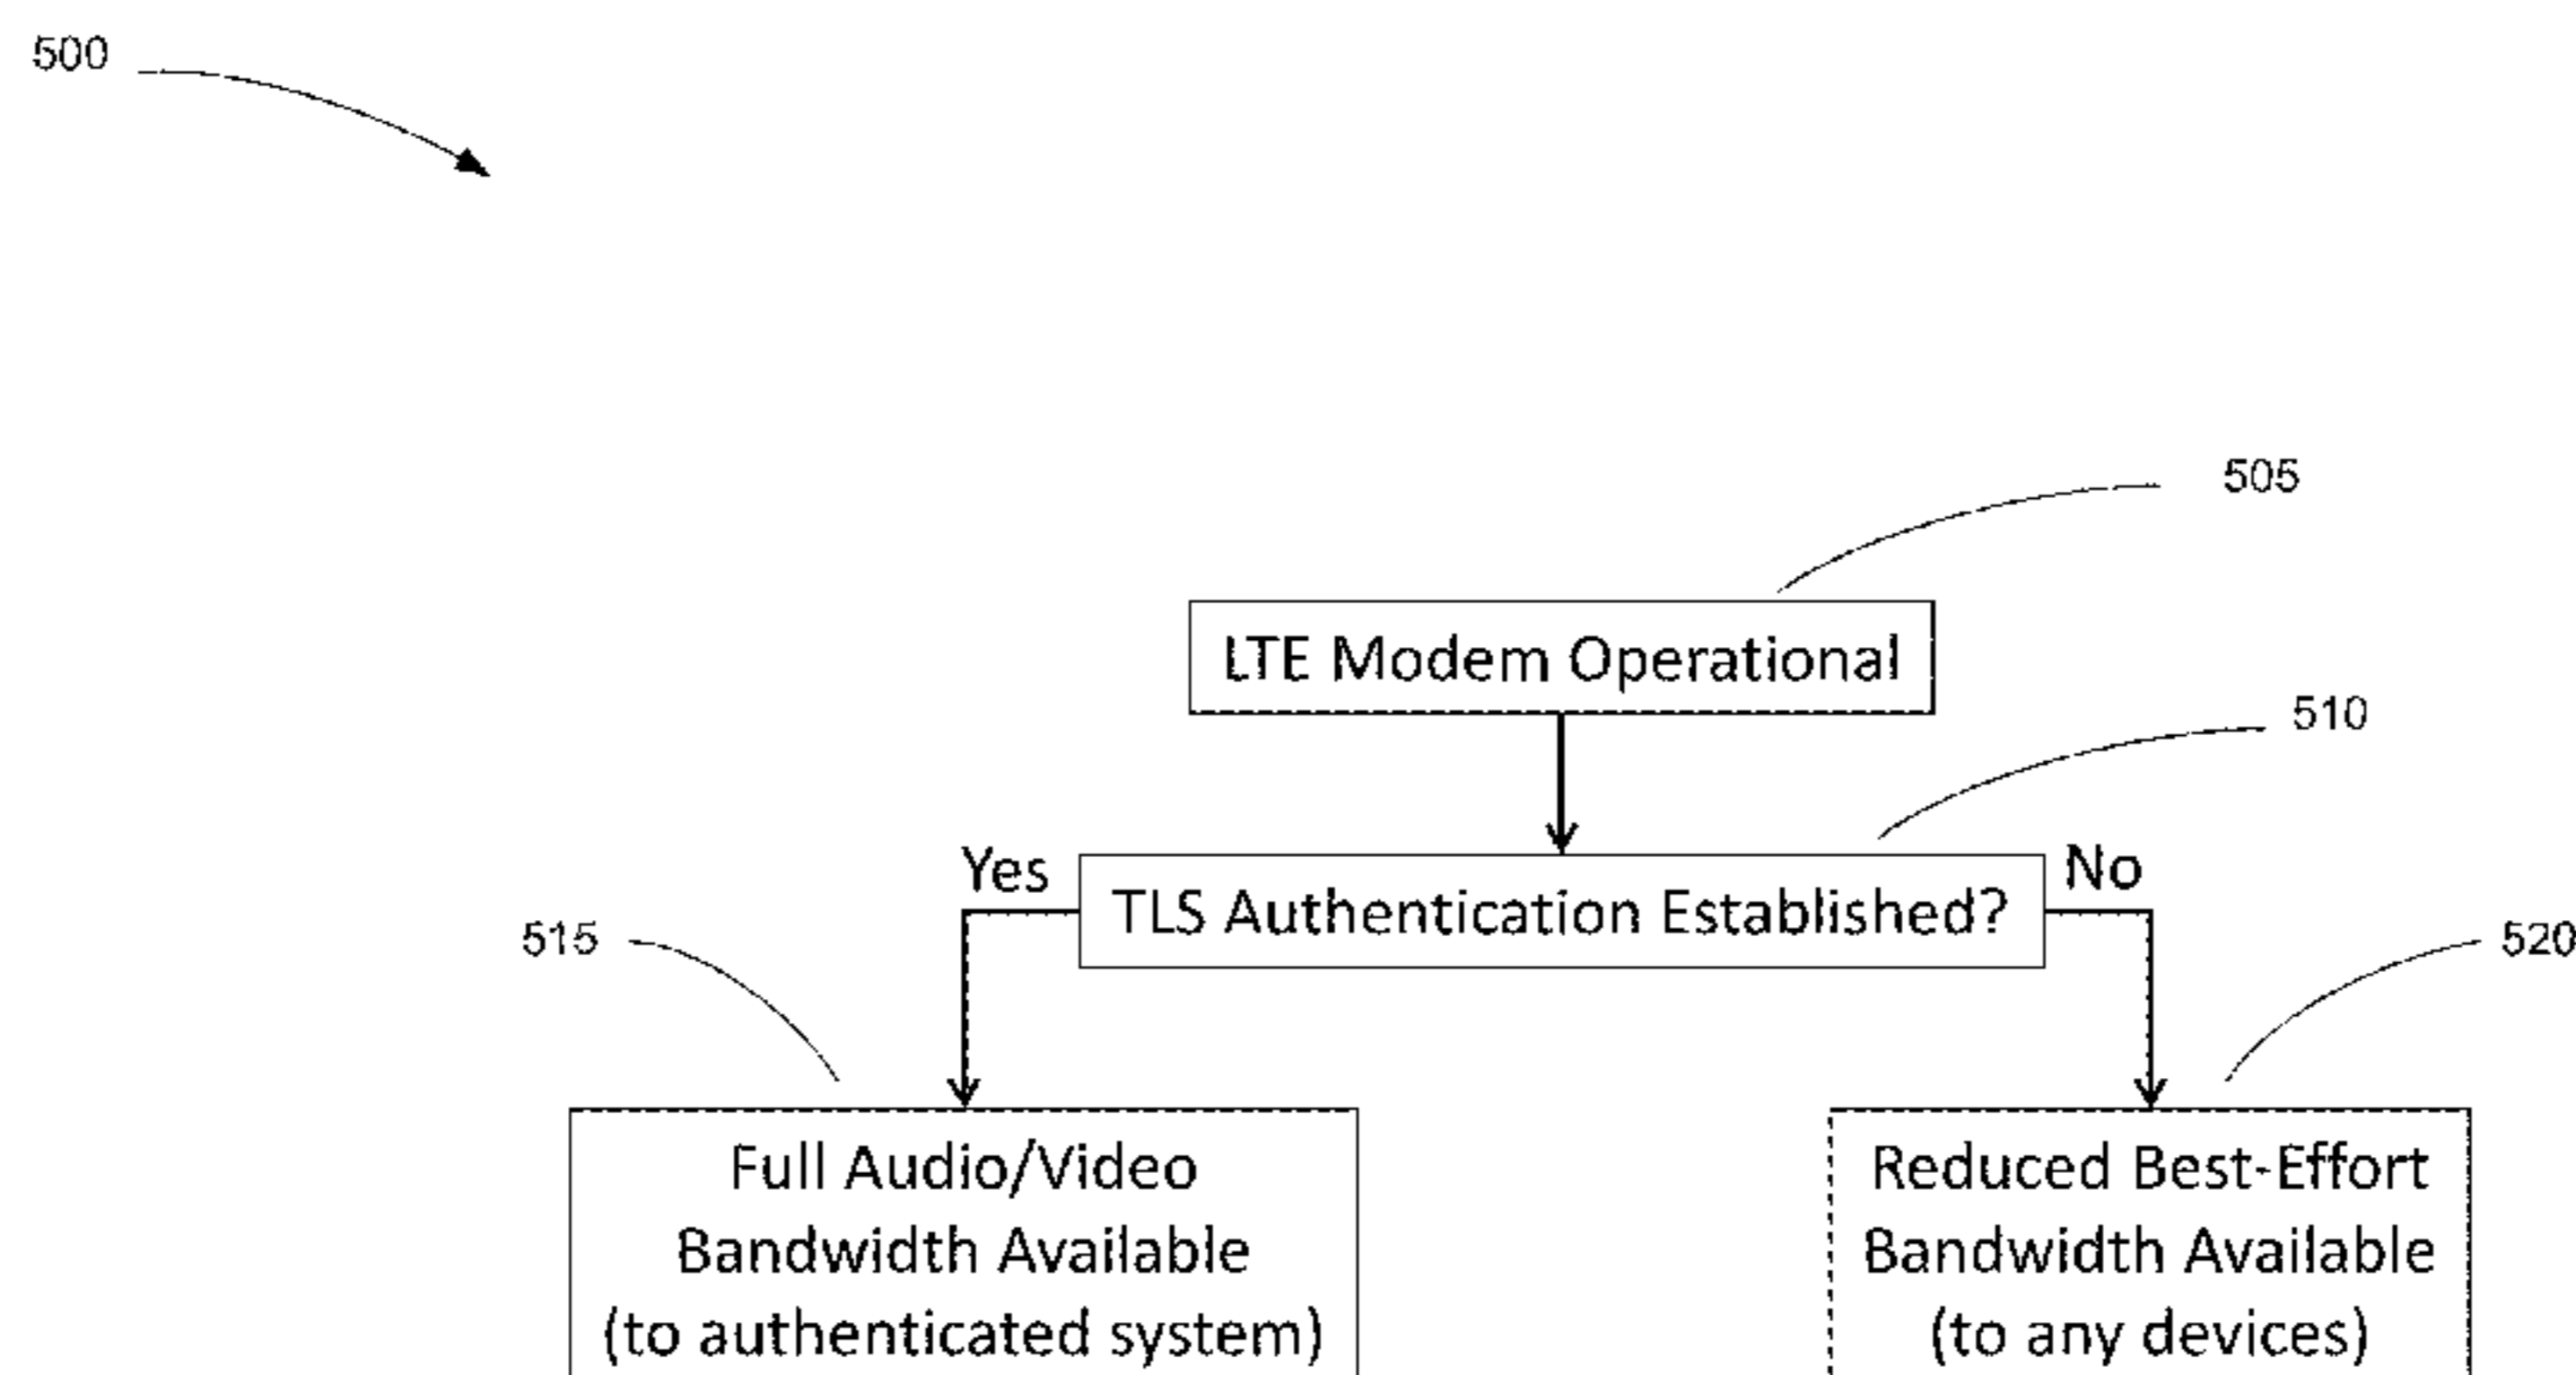 500
505
LTE Modem Operational
510
Yes
TLS Authentication Established?
No
515
520
Full Audio/Video
Bandwidth Available
(to authenticated system)
Reduced Best-Effort
Bandwidth Available
(to any devices)